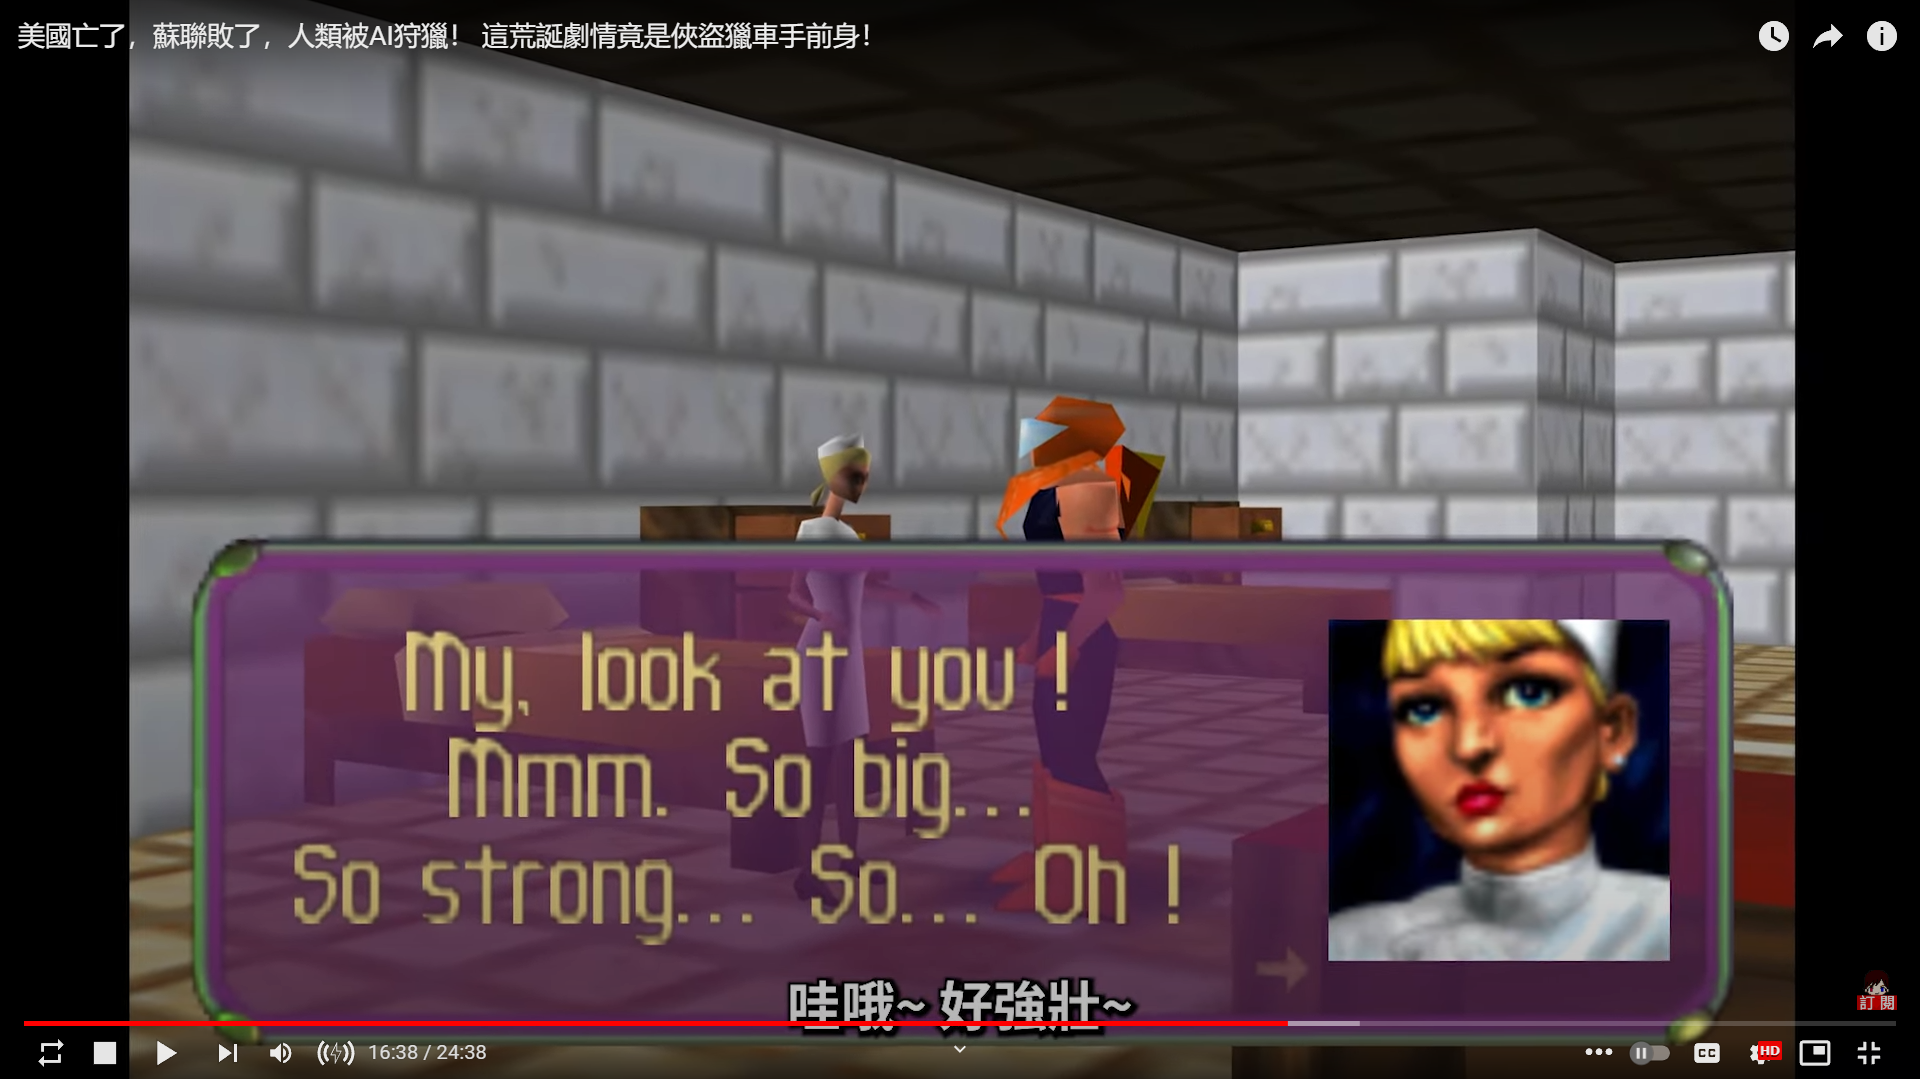 美國亡了，蘇聯敗了，人類被AI狩獵！ 這荒誕劇情竟是俠盜獵車手前身！
My, look at you !
Mmm. So big...
So strong... So... Oh !
哇哦~ 好強壯~
訂閱
16:38 / 24:38
CC
HD